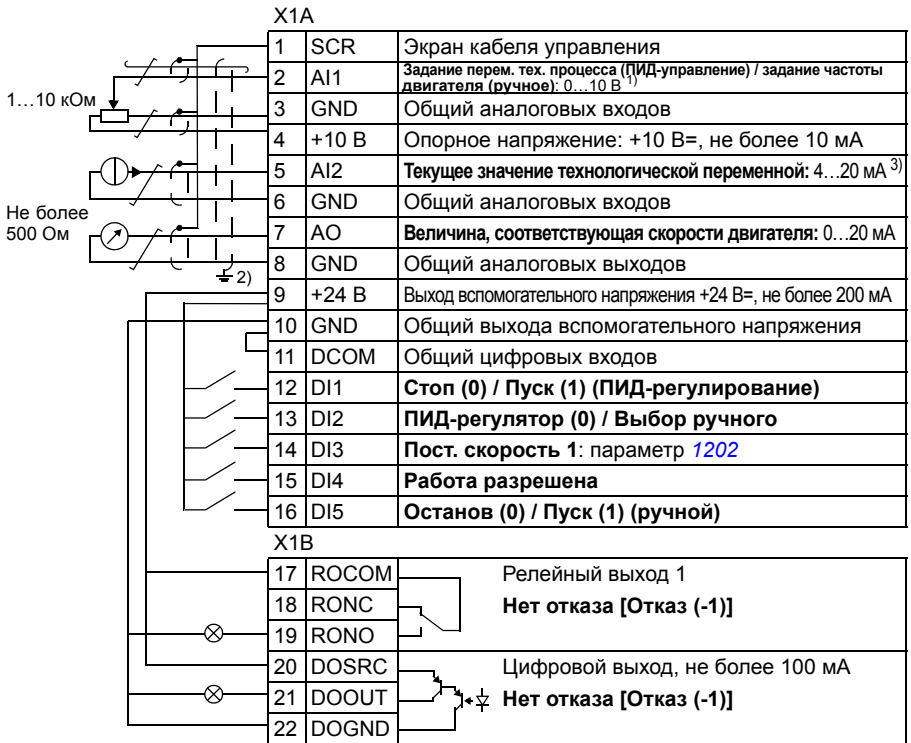 X1A
1 SCR Экран кабеля управления
2 AI1 Задание перем. тех. процесса (ПИД-управление) / задание частоты
двигателя (ручное): 0…10 В 1)
1…10 кОм
3 GND Общий аналоговых входов
4 +10 В Опорное напряжение: +10 В=, не более 10 мА
5 AI2 Текущее значение технологической переменной: 4…20 мА 3)
6 GND Общий аналоговых входов
Не более
500 Ом
7 AO Величина, соответствующая скорости двигателя: 0…20 мА
8 GND Общий аналоговых выходов
2)
9 +24 В Выход вспомогательного напряжения +24 В=, не более 200 мА
10 GND Общий выхода вспомогательного напряжения
11 DCOM Общий цифровых входов
12 DI1 Стоп (0) / Пуск (1) (ПИД-регулирование)
13 DI2 ПИД-регулятор (0) / Выбор ручного
14 DI3 Пост. скорость 1: параметр 1202
15 DI4 Работа разрешена
16 DI5 Останов (0) / Пуск (1) (ручной)
X1B
17 ROCOM Релейный выход 1
18 RONC Нет отказа [Отказ (-1)]
19 RONO
20 DOSRC Цифровой выход, не более 100 мА
21 DOOUT Нет отказа [Отказ (-1)]
22 DOGND